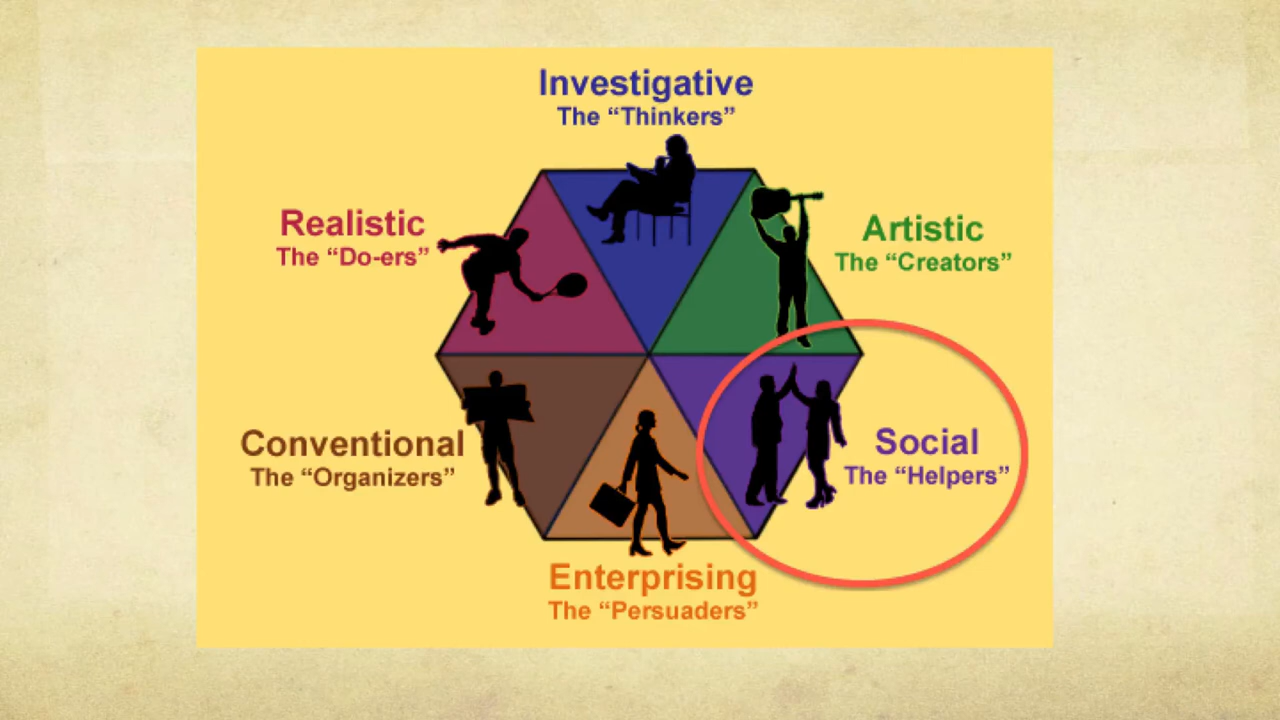 Investigative
The “Thinkers”
Realistic
The “Do-ers”
Artistic
The “Creators”
Conventional
The “Organizers”
Social
The “Helpers”
Enterprising
The “Persuaders”